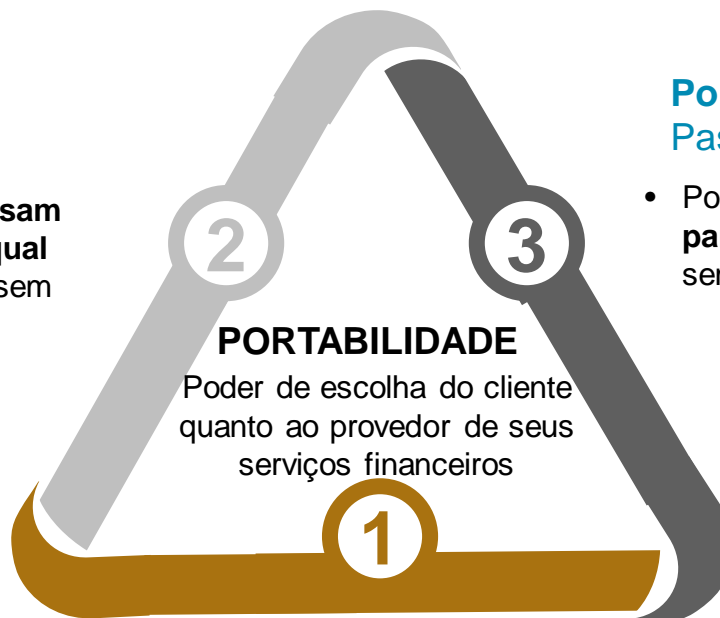 sam
qual
sem
2
3
PORTABILIDADE
Poder de escolha do cliente
quanto ao provedor de seus
serviços financeiros
1
Po
Pas
• Po
pa
ser